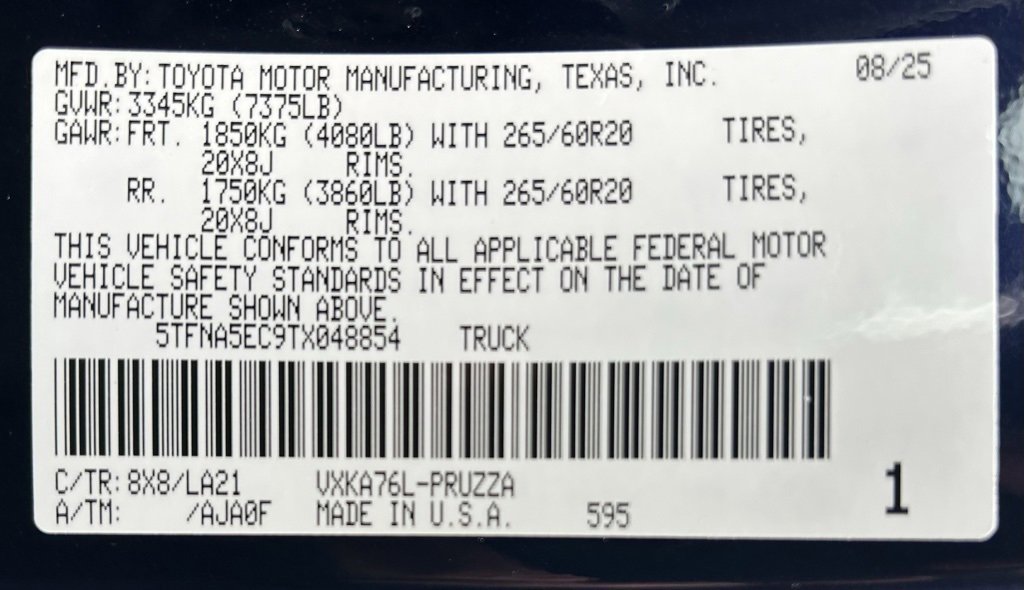 MFD.BY:TOYOTA MOTOR MANUFACTURING, TEXAS, INC. 08/25
GVWR:3345KG (7375LB)
GAWR:FRT. 1850KG (4080LB) WITH 265/60R20 TIRES,
20X8J RIMS.
RR. 1750KG (3860LB) WITH 265/60R20 TIRES,
20X8J RIMS.
THIS VEHICLE CONFORMS TO ALL APPLICABLE FEDERAL MOTOR
VEHICLE SAFETY STANDARDS IN EFFECT ON THE DATE OF
MANUFACTURE SHOWN ABOVE.
5TFNA5EC9TX048854 TRUCK
C/TR:8X8/LA21 VXKA76L-PRUZZA
A/TM: /AJA0F MADE IN U.S.A. 595
1